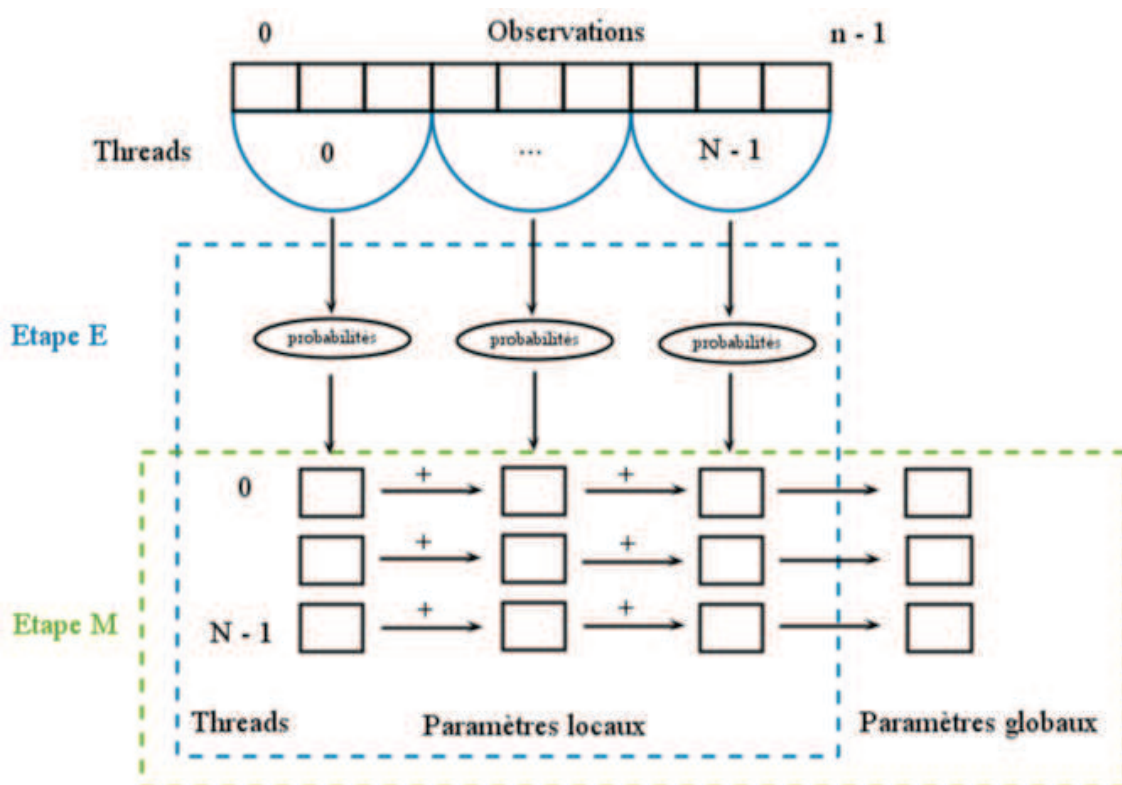 0 Observations n - 1
Threads 0 ... N - 1
Etape E
probabilités probabilités probabilités
0 + +
+ +
Etape M
N - 1 + +
Threads Paramètres locaux Paramètres globaux